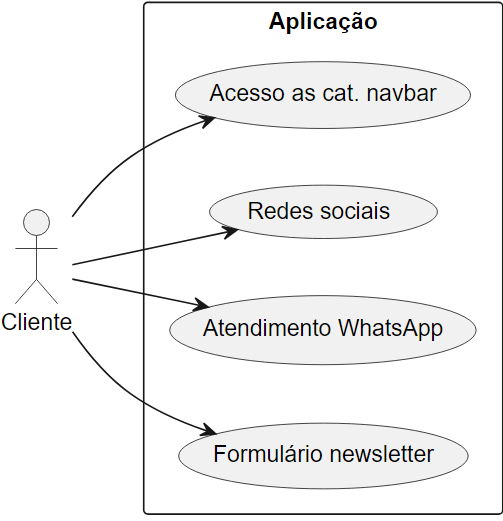 Aplicação
Acesso as cat. navbar
Redes sociais
Cliente
Atendimento WhatsApp
Formulário newsletter